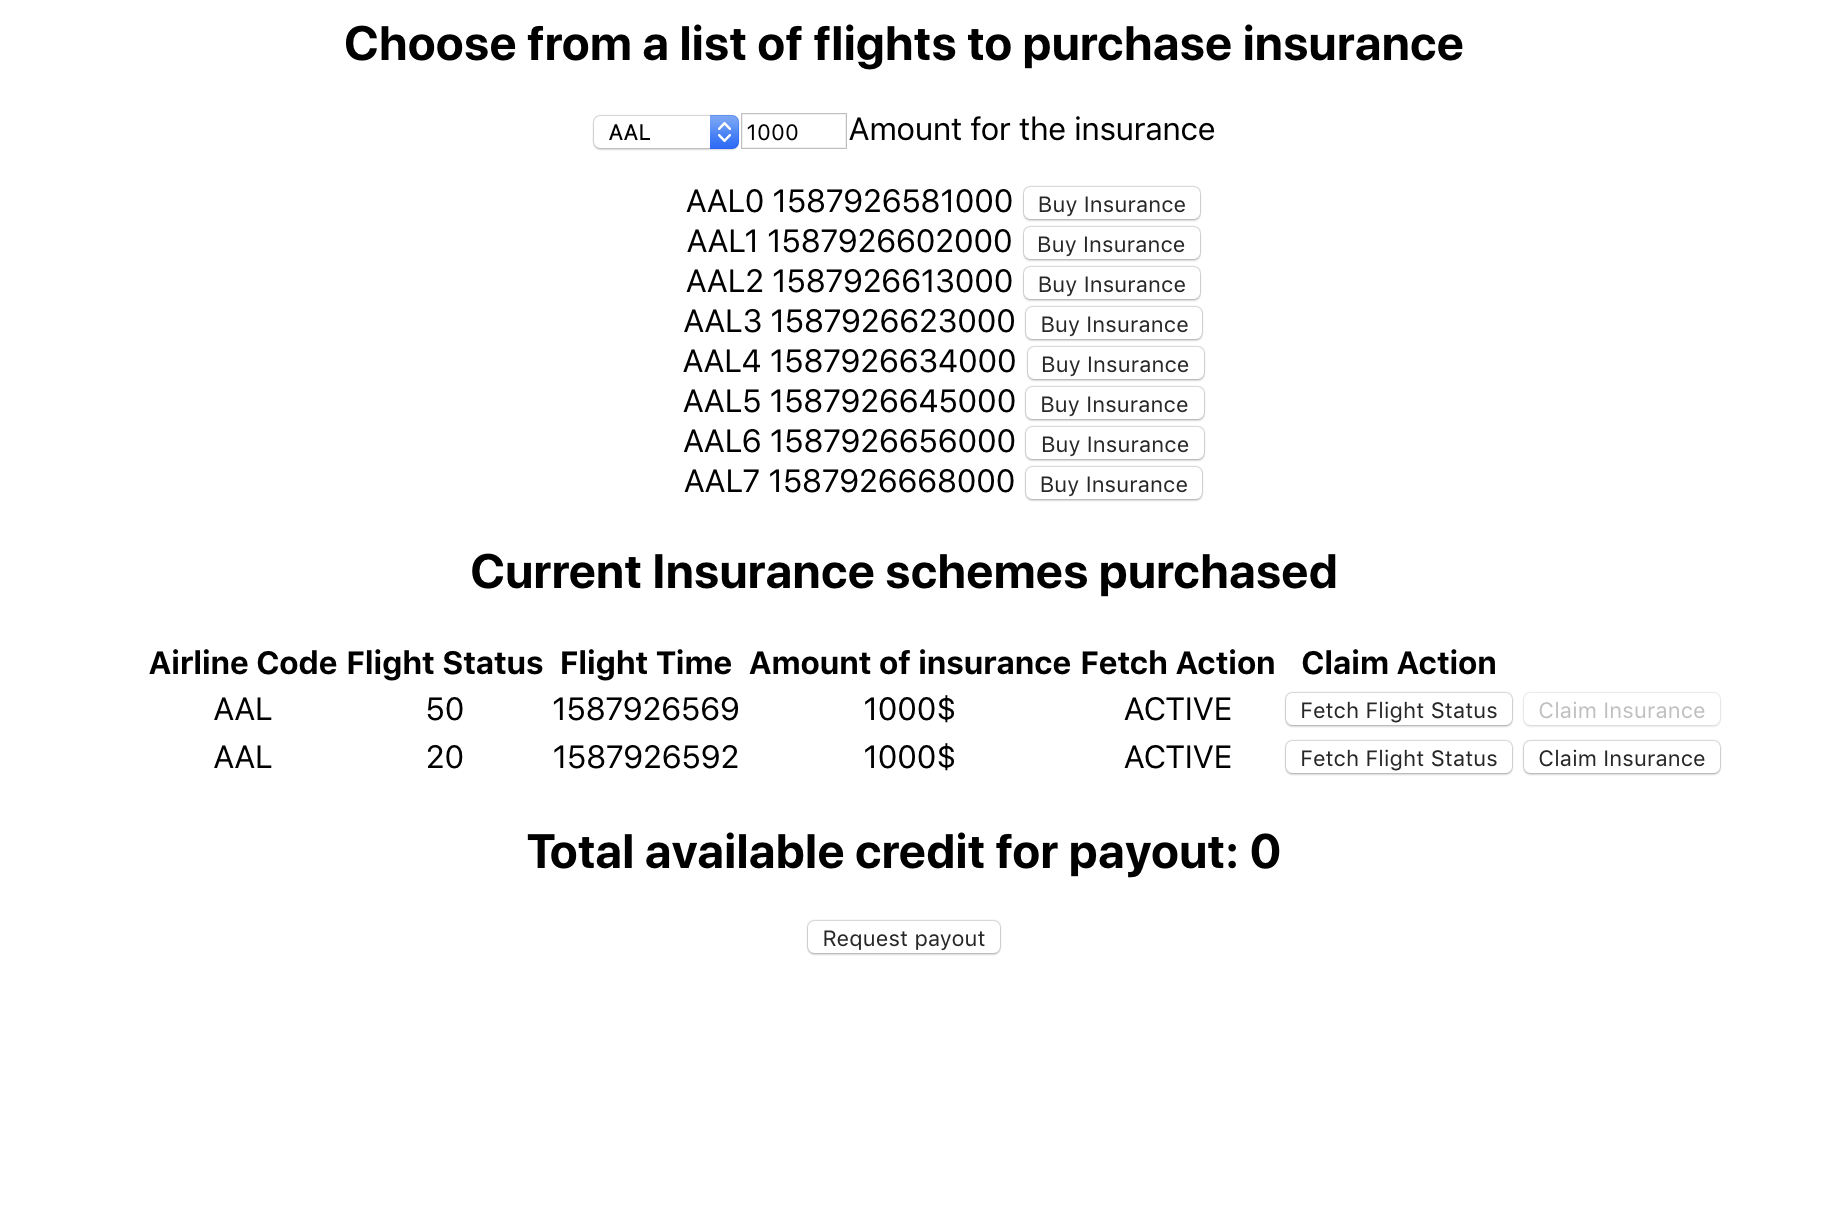 Choose from a list of flights to purchase insurance
AAL 1000 Amount for the insurance
AAL0 1587926581000 Buy Insurance
AAL1 1587926602000 Buy Insurance
AAL2 1587926613000 Buy Insurance
AAL3 1587926623000 Buy Insurance
AAL4 1587926634000 Buy Insurance
AAL5 1587926645000 Buy Insurance
AAL6 1587926656000 Buy Insurance
AAL7 1587926668000 Buy Insurance
Current Insurance schemes purchased
Airline Code Flight Status Flight Time Amount of insurance Fetch Action Claim Action
AAL 50 1587926569 1000$ ACTIVE Fetch Flight Status Claim Insurance
AAL 20 1587926592 1000$ ACTIVE Fetch Flight Status Claim Insurance
Total available credit for payout: 0
Request payout